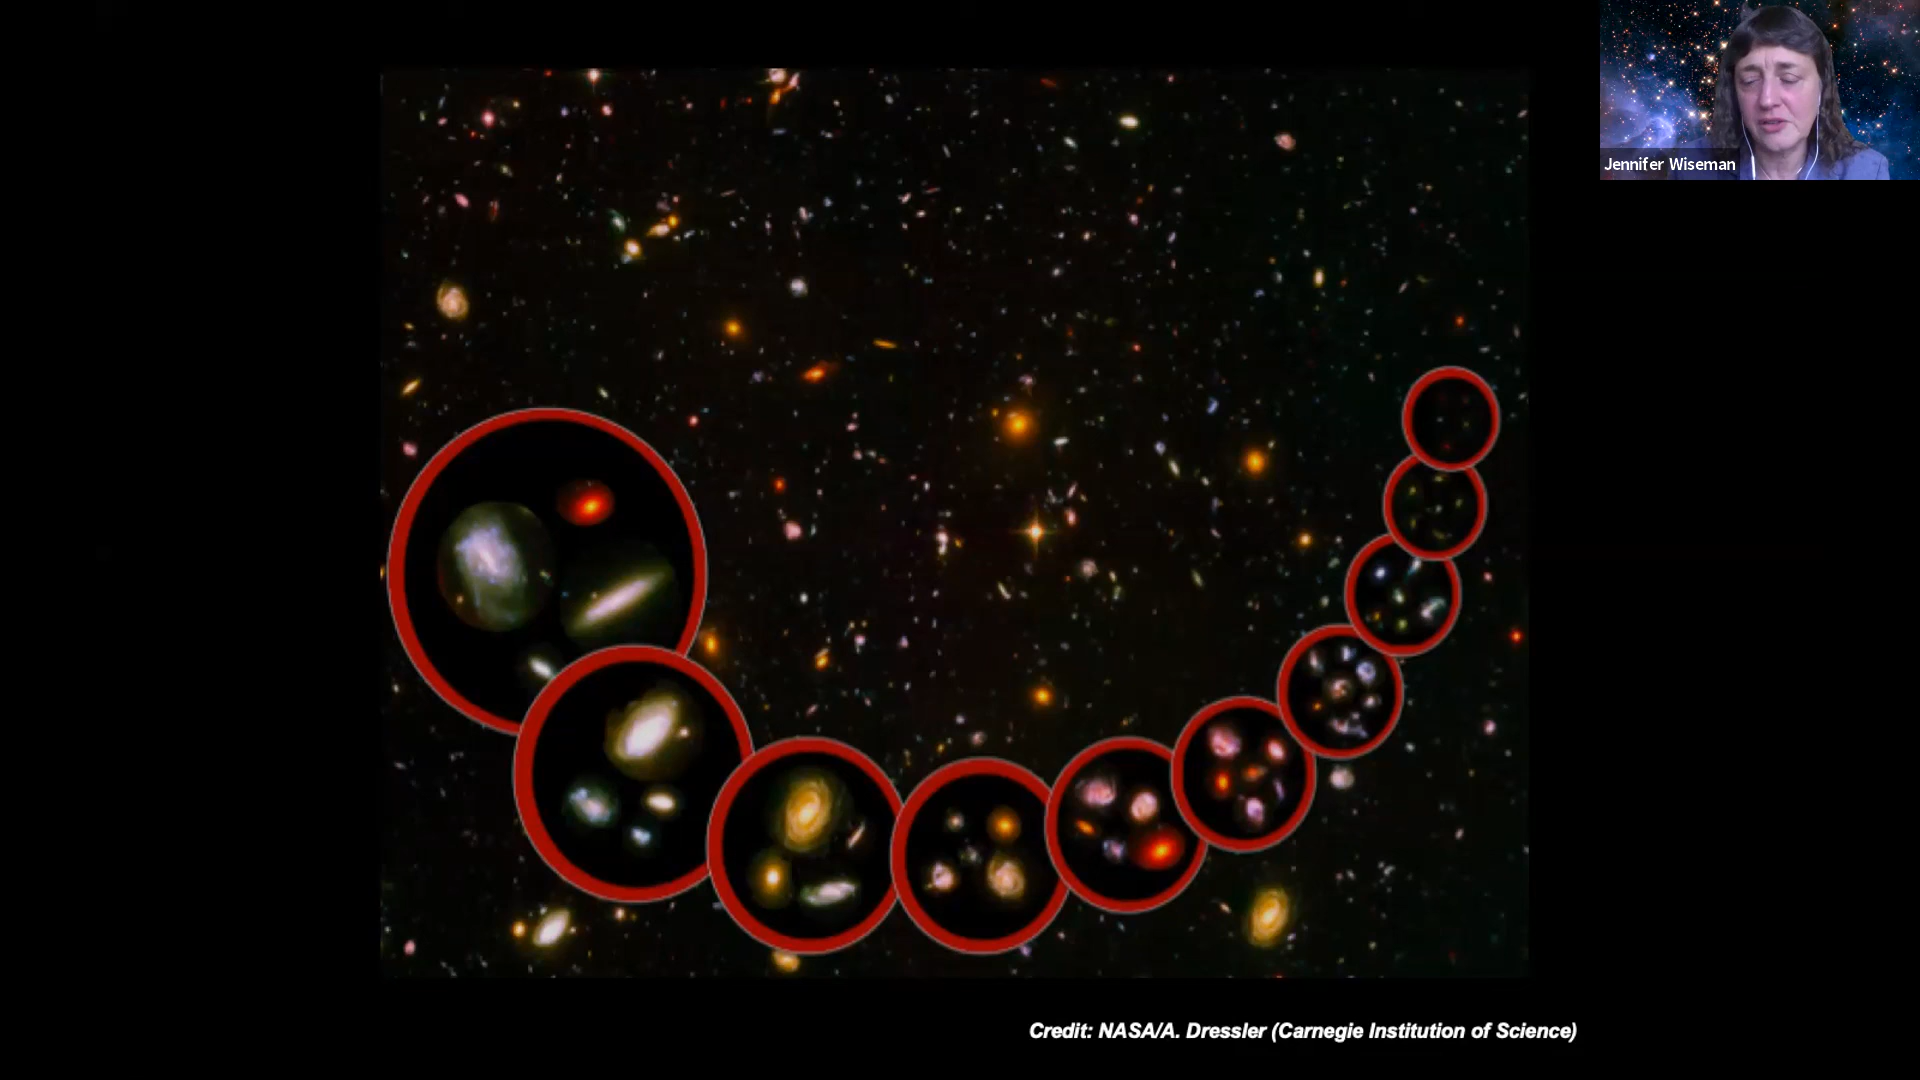 Jennifer Wiseman
Credit: NASA/A. Dressler (Carnegie Institution of Science)